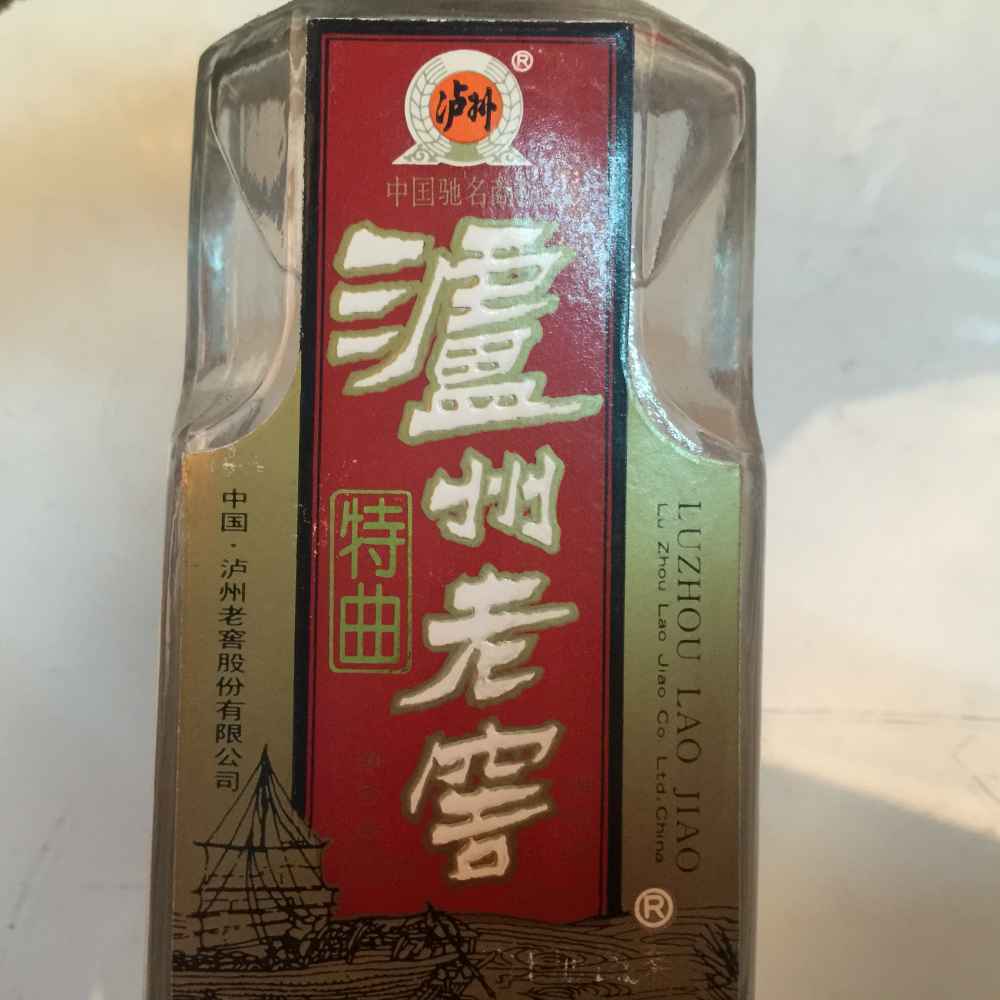 泸州
®
中国驰名商
泸州老窖
特曲
中国·泸州老窖股份有限公司
LUZHOU LAO JIAO
Lu Zhou Lao Jiao Co Ltd.China
®